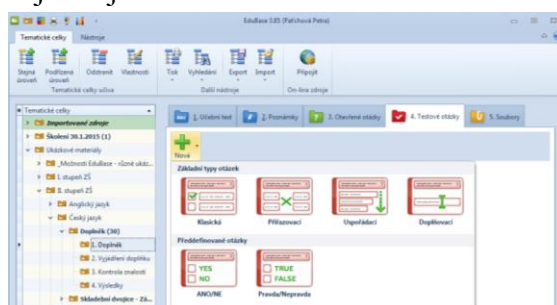 EduBase 3.05 (Patichová Petra)
Tematické celky
Nástroje
Stejná úroveň
Podřízená úroveň
Odstranit
Vlastnosti
Tisk
Vyhledání
Export
Import
Připojit
Tematické celky učiva
Další nástroje
On-line zdroje
Tematické celky
Importované zdroje
Školení 30.1.2015 (1)
Ukázkové materiály
_Možnosti EduBase - různé ukáz...
I. stupeň ZŠ
II. stupeň ZŠ
Anglický jazyk
Český jazyk
Doplněk (30)
1. Doplněk
2. Vyjádření doplňku
3. Kontrola znalostí
4. Výsledky
Skladební dvojice - Zá...
1. Učební text
2. Poznámky
3. Otevřené otázky
4. Testové otázky
5. Soubory
Nová
Základní typy otázek
Klasická
Přiřazovací
Uspořádací
Doplňovací
Předdefinované otázky
YES
NO
TRUE
FALSE
ANO/NE
Pravda/Nepravda